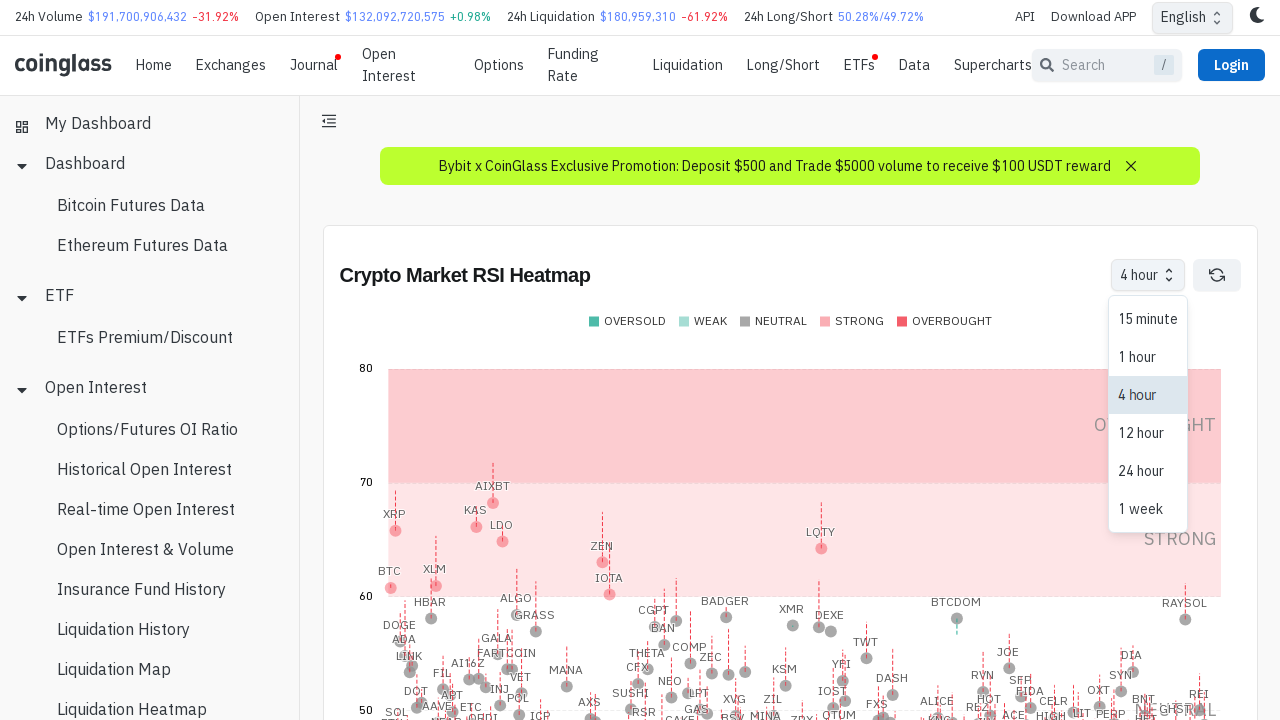 24h Volume $191,700,906,432 -31.92% Open Interest $132,092,720,575 +0.98% 24h Liquidation $180,959,310 -61.92% 24h Long/Short 50.28%/49.72% API Download APP English
coinglass Home Exchanges Journal Open Interest Options Funding Rate Liquidation Long/Short ETFs Data Supercharts Search / Login
My Dashboard
Dashboard
Bitcoin Futures Data
Ethereum Futures Data
ETF
ETFs Premium/Discount
Open Interest
Options/Futures OI Ratio
Historical Open Interest
Real-time Open Interest
Open Interest & Volume
Insurance Fund History
Liquidation History
Liquidation Map
Liquidation Heatmap
Bybit x CoinGlass Exclusive Promotion: Deposit $500 and Trade $5000 volume to receive $100 USDT reward
Crypto Market RSI Heatmap
4 hour
15 minute
1 hour
4 hour
12 hour
24 hour
1 week
OVERSOLD WEAK NEUTRAL STRONG OVERBOUGHT
80
70
AIXBT
KAS
XRP
LDO
LQTY
STRONG
ZEN
BTC XLM
IOTA
60
HBAR ALGO BADGER BTCDOM RAYSOL
GRASS CGPT XMR DEXE
DOGE BAN
ADA GALA TWT
LINK FARTCOIN THETA COMP ZEC JOE DIA
AI16Z CFX YFI
FIL VET MANA NEO KSM DASH RVN SFP SYN
DOT APT INJ SUSHI LPT IOST FIDA OXT REI
AAVE POL AXS XVG ZIL ALICE HOT BNT
ETC GAS FXS REZ CELR
50 SOL ICP RSR MINA QTUM ACE HIGH PERP